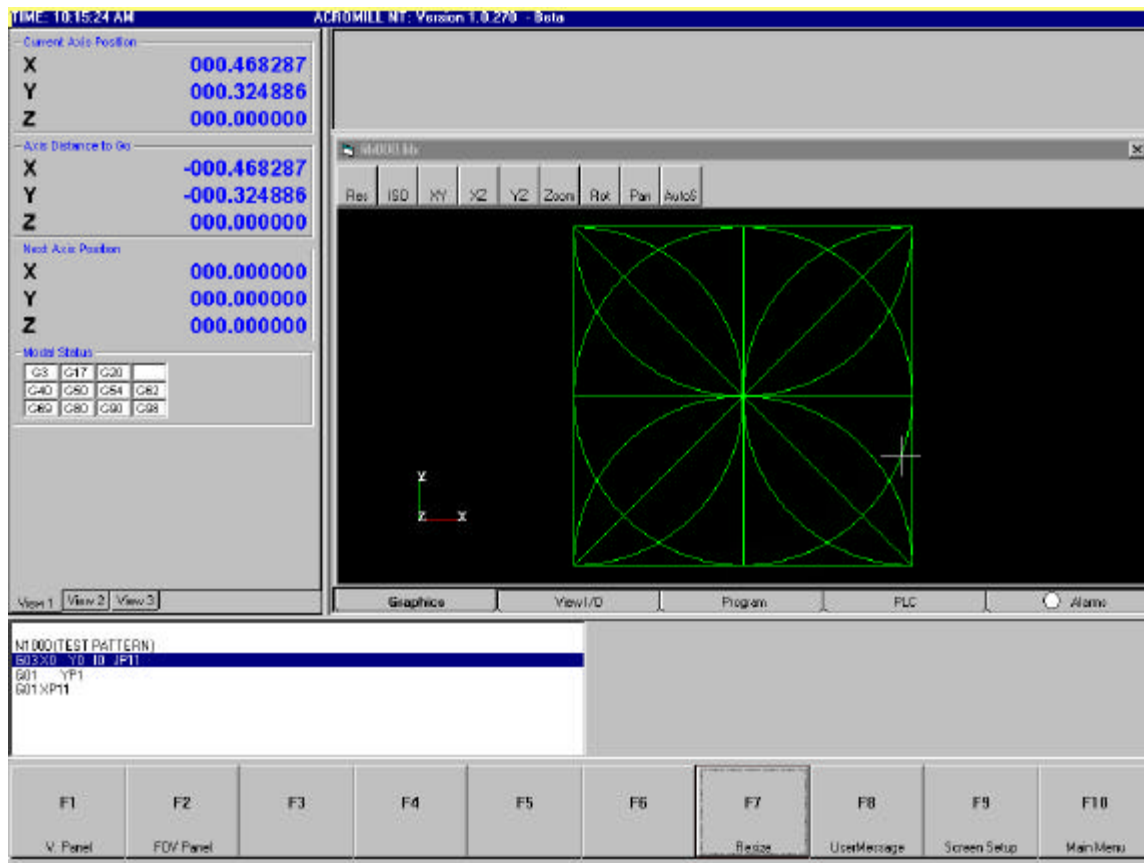 TIME: 10:15:24 AM ACROMILL NT: Version 1.0.270 - Beta
Current Axis Position
X 000.468287
Y 000.324886
Z 000.000000
Axis Distance to Go
X -000.468287
Y -000.324886
Z 000.000000
Next Axis Position
X 000.000000
Y 000.000000
Z 000.000000
Modal Status
G3 G17 G20
G40 G50 G54 G62
G69 G80 G90 G98
View 1 View 2 View 3
Res ISO XY XZ YZ Zoom Rot Pan AutoS
Y
Z X
Graphics View I/O Program PLC Alarms
N1000(TEST PATTERN)
G03X0 Y0 I0 JP11
G01 YP1
G01XP11
F1 F2 F3 F4 F5 F6 F7 F8 F9 F10
V. Panel FOV Panel Resize UserMessage Screen Setup Main Menu